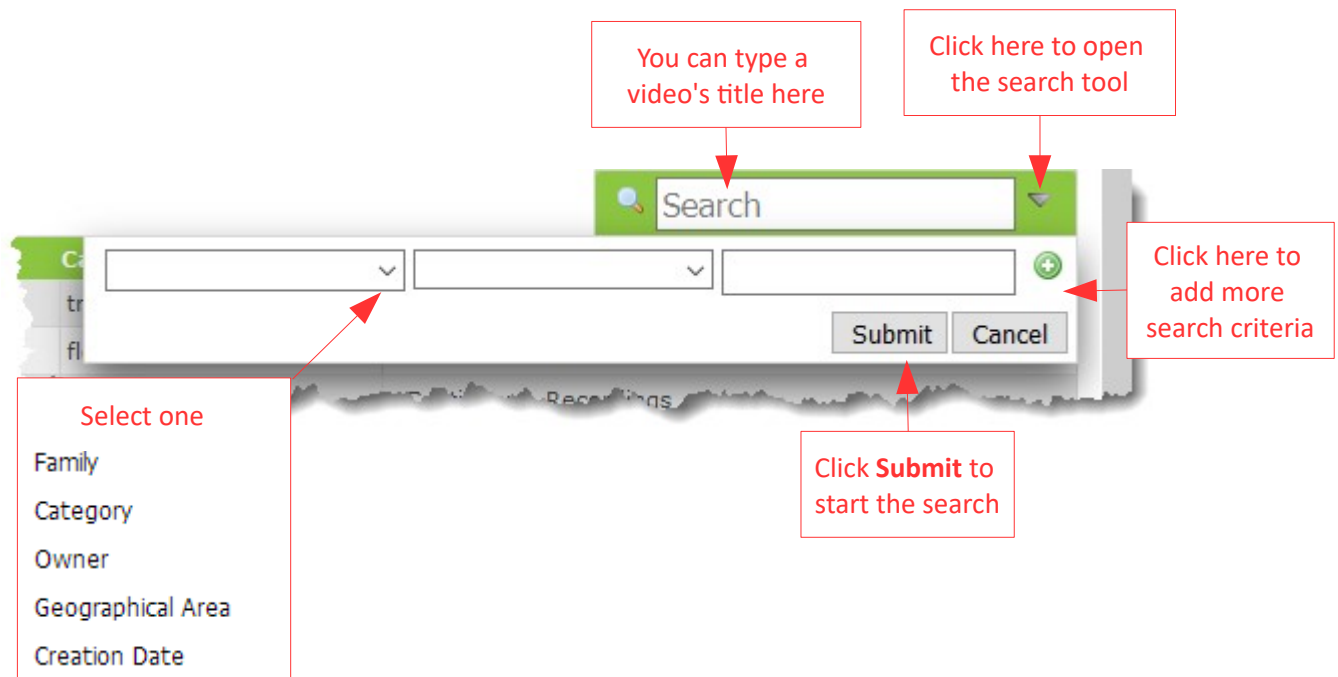 You can type a
video's title here
Click here to open
the search tool
Search
Click here to
add more
search criteria
Submit
Cancel
Select one
Family
Category
Owner
Geographical Area
Creation Date
Click Submit to
start the search